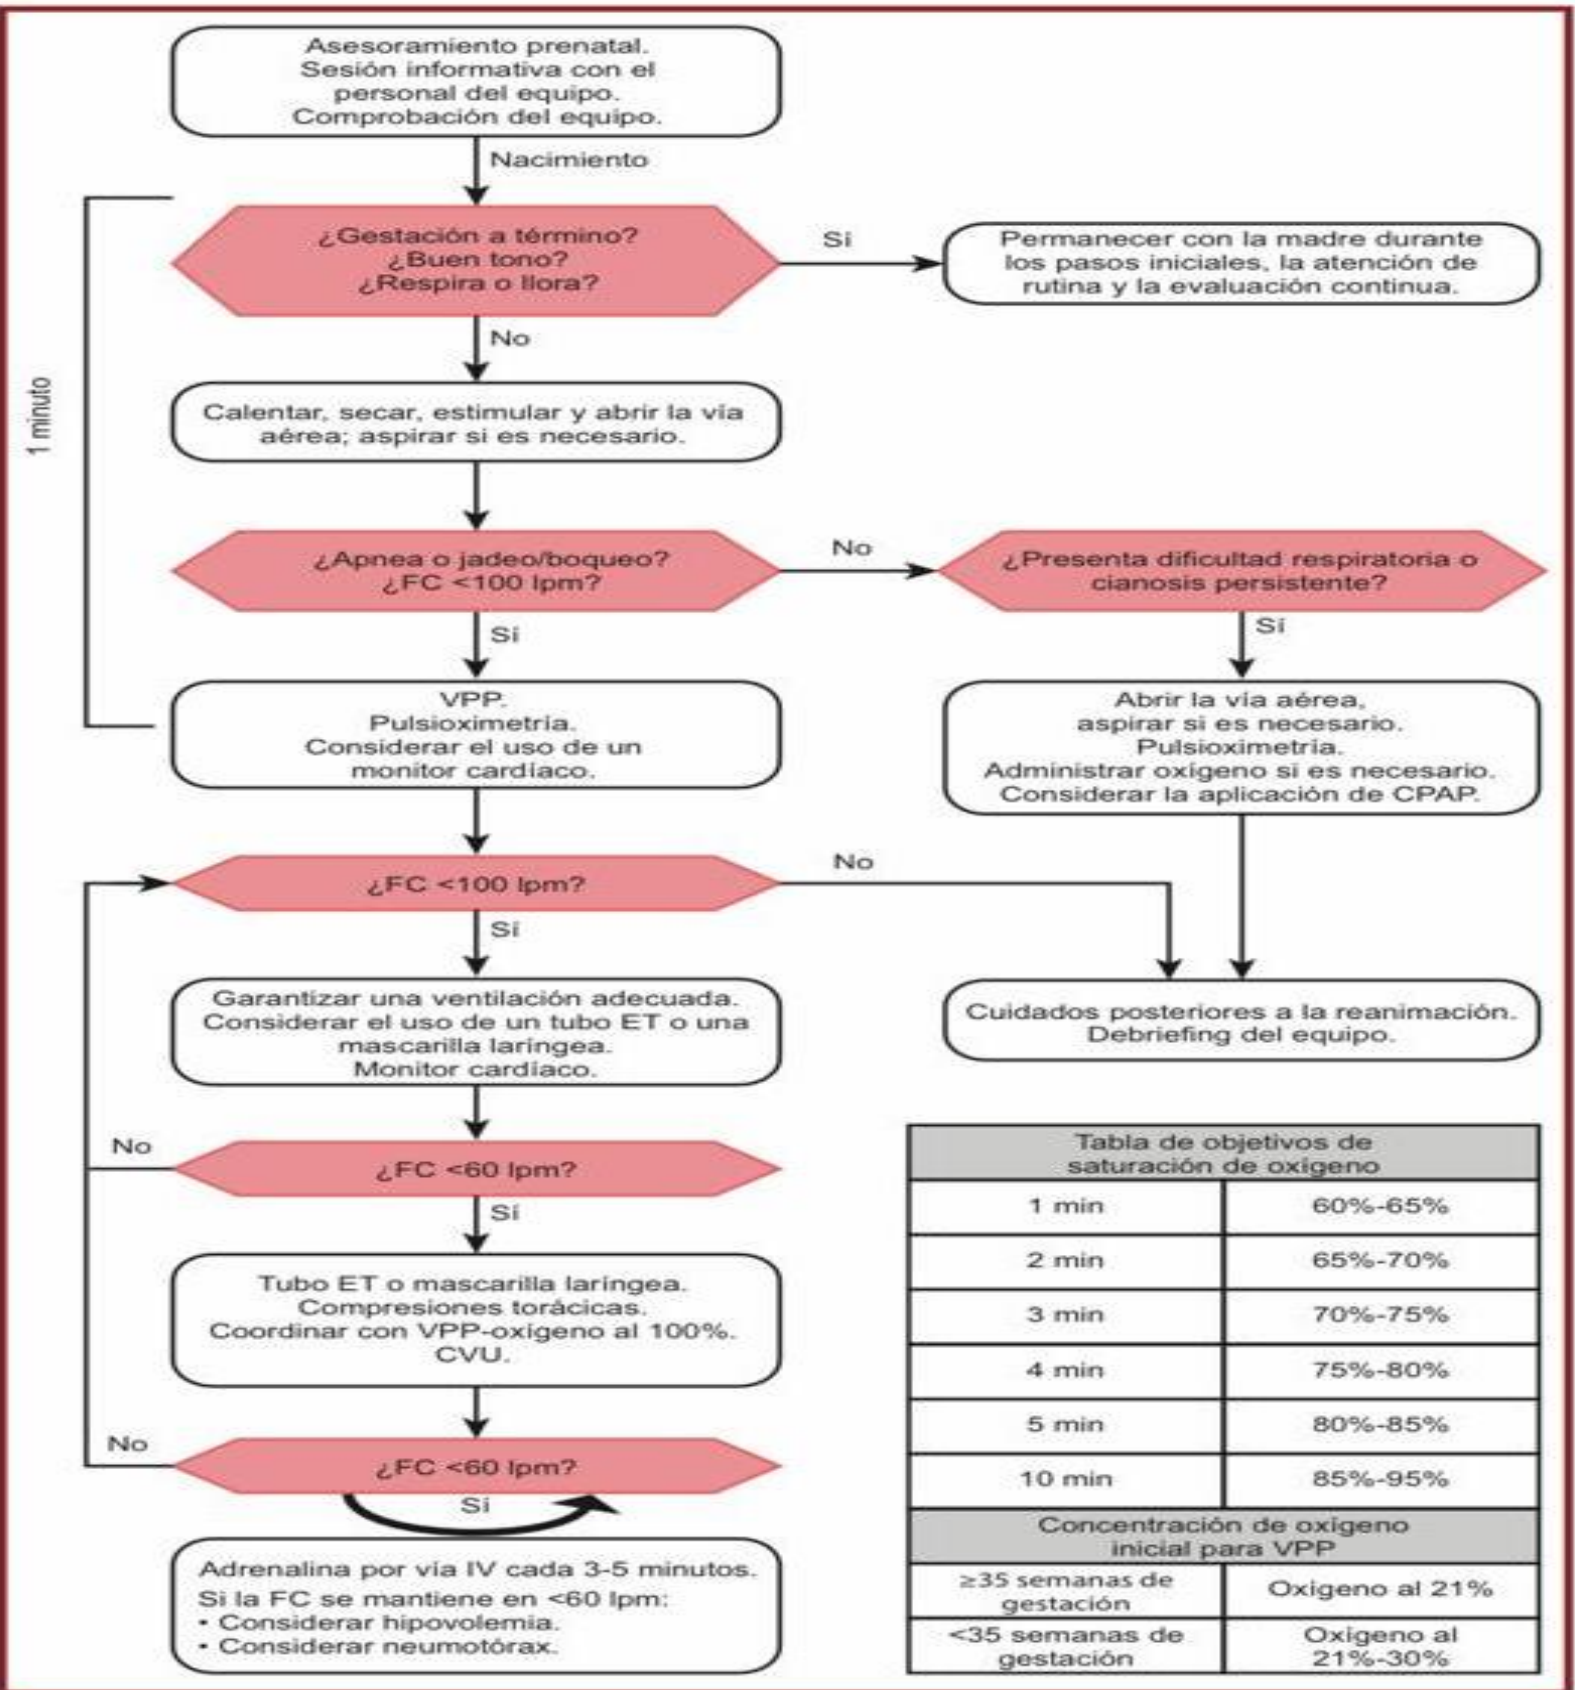 Asesoramiento prenatal.
Sesión informativa con el
personal del equipo.
Comprobación del equipo.
Nacimiento
1 minuto
¿Gestación a término?
¿Buen tono?
¿Respira o llora?
Sí
Permanecer con la madre durante
los pasos iniciales, la atención de
rutina y la evaluación continua.
No
Calentar, secar, estimular y abrir la vía
aérea; aspirar si es necesario.
¿Apnea o jadeo/boqueo?
¿FC <100 lpm?
No
¿Presenta dificultad respiratoria o
cianosis persistente?
Sí
Sí
VPP.
Pulsioximetría.
Considerar el uso de un
monitor cardíaco.
Abrir la vía aérea,
aspirar si es necesario.
Pulsioximetría.
Administrar oxígeno si es necesario.
Considerar la aplicación de CPAP.
¿FC <100 lpm?
No
Sí
Garantizar una ventilación adecuada.
Considerar el uso de un tubo ET o una
mascarilla laríngea.
Monitor cardíaco.
Cuidados posteriores a la reanimación.
Debriefing del equipo.
No
¿FC <60 lpm?
Sí
Tubo ET o mascarilla laríngea.
Compresiones torácicas.
Coordinar con VPP-oxígeno al 100%.
CVU.
No
¿FC <60 lpm?
Sí
Adrenalina por vía IV cada 3-5 minutos.
Si la FC se mantiene en <60 lpm:
• Considerar hipovolemia.
• Considerar neumotórax.
Tabla de objetivos de
saturación de oxígeno
1 min 60%-65%
2 min 65%-70%
3 min 70%-75%
4 min 75%-80%
5 min 80%-85%
10 min 85%-95%
Concentración de oxígeno
inicial para VPP
≥35 semanas de
gestación
Oxígeno al 21%
<35 semanas de
gestación
Oxígeno al
21%-30%